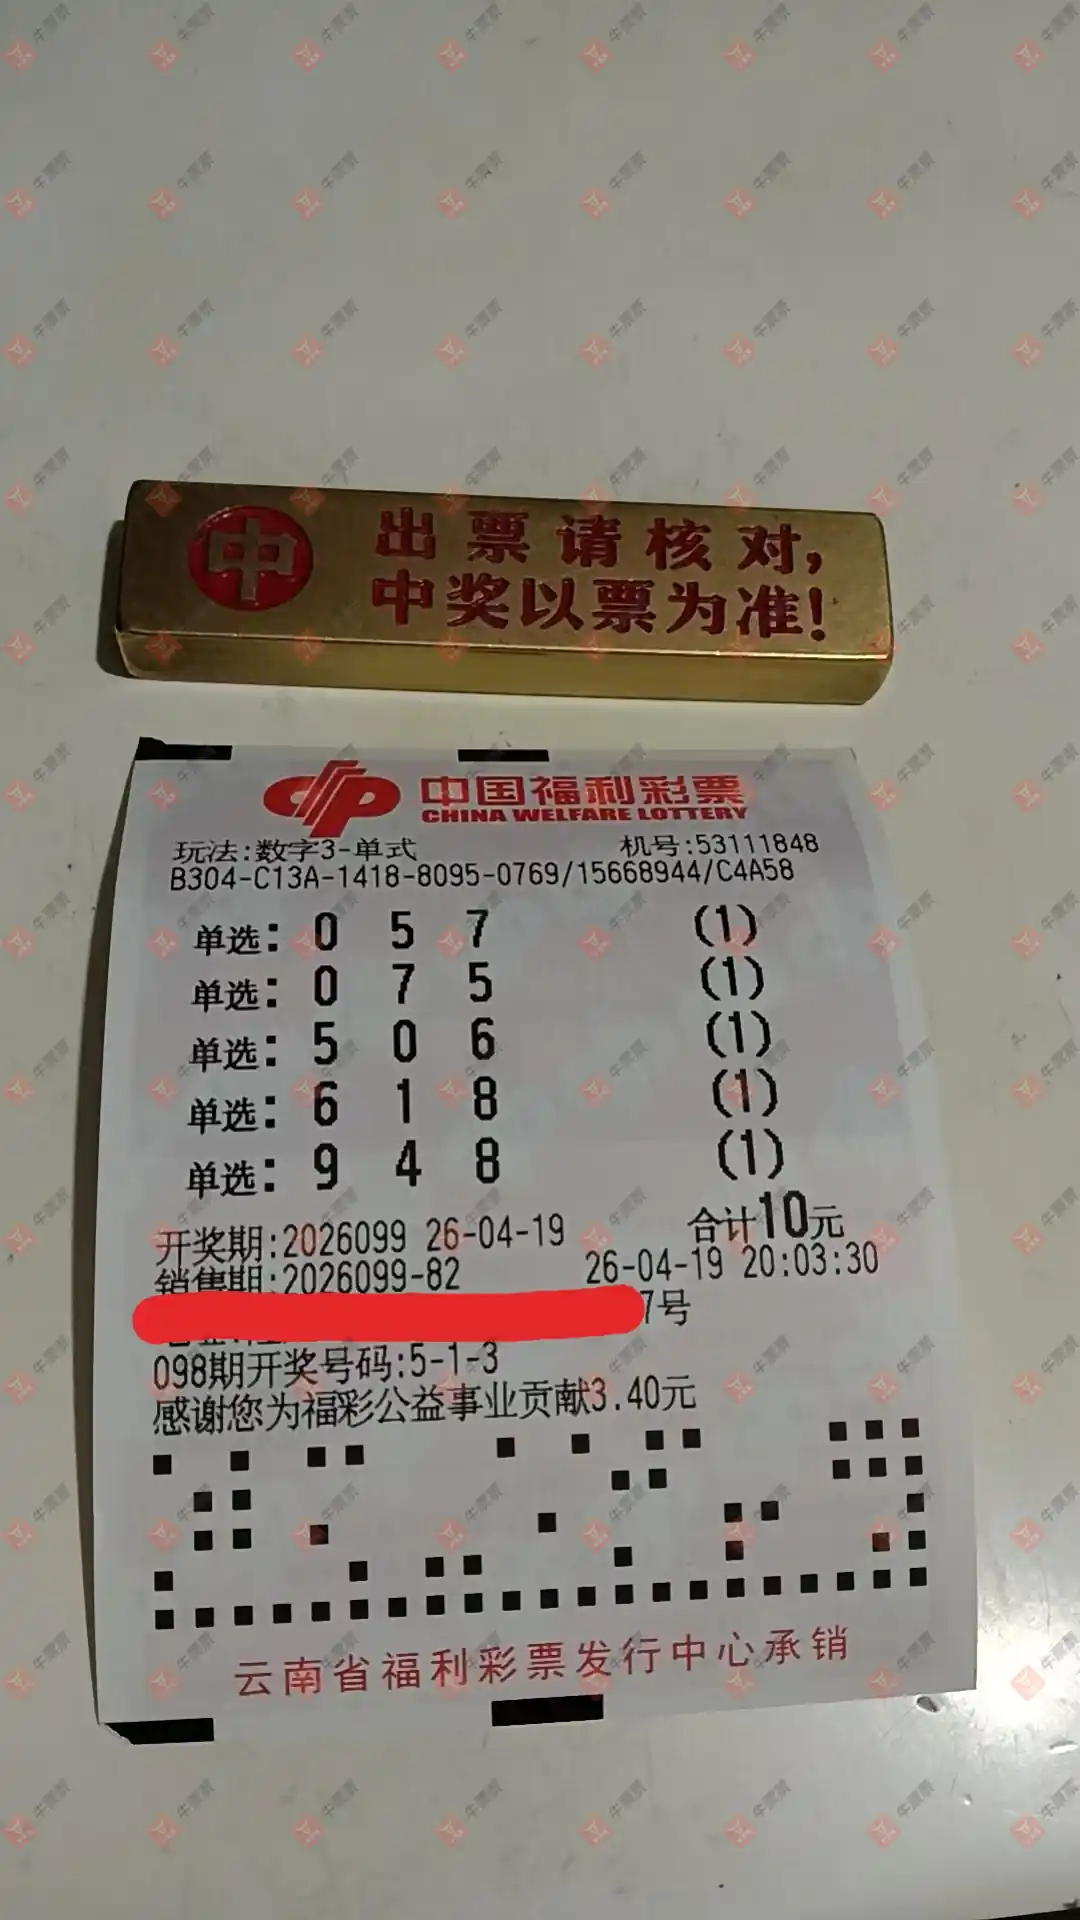 中 出票请核对,
中奖以票为准!
中国福利彩票
CHINA WELFARE LOTTERY
玩法:数字3-单式 机号:53111848
B304-C13A-1418-8095-0769/15668944/C4A58
单选: 0 5 7 (1)
单选: 0 7 5 (1)
单选: 5 0 6 (1)
单选: 6 1 8 (1)
单选: 9 4 8 (1)
开奖期:2026099 26-04-19 合计10元
销售期:2026099-82 26-04-19 20:03:30
7号
098期开奖号码:5-1-3
感谢您为福彩公益事业贡献3.40元
云南省福利彩票发行中心承销